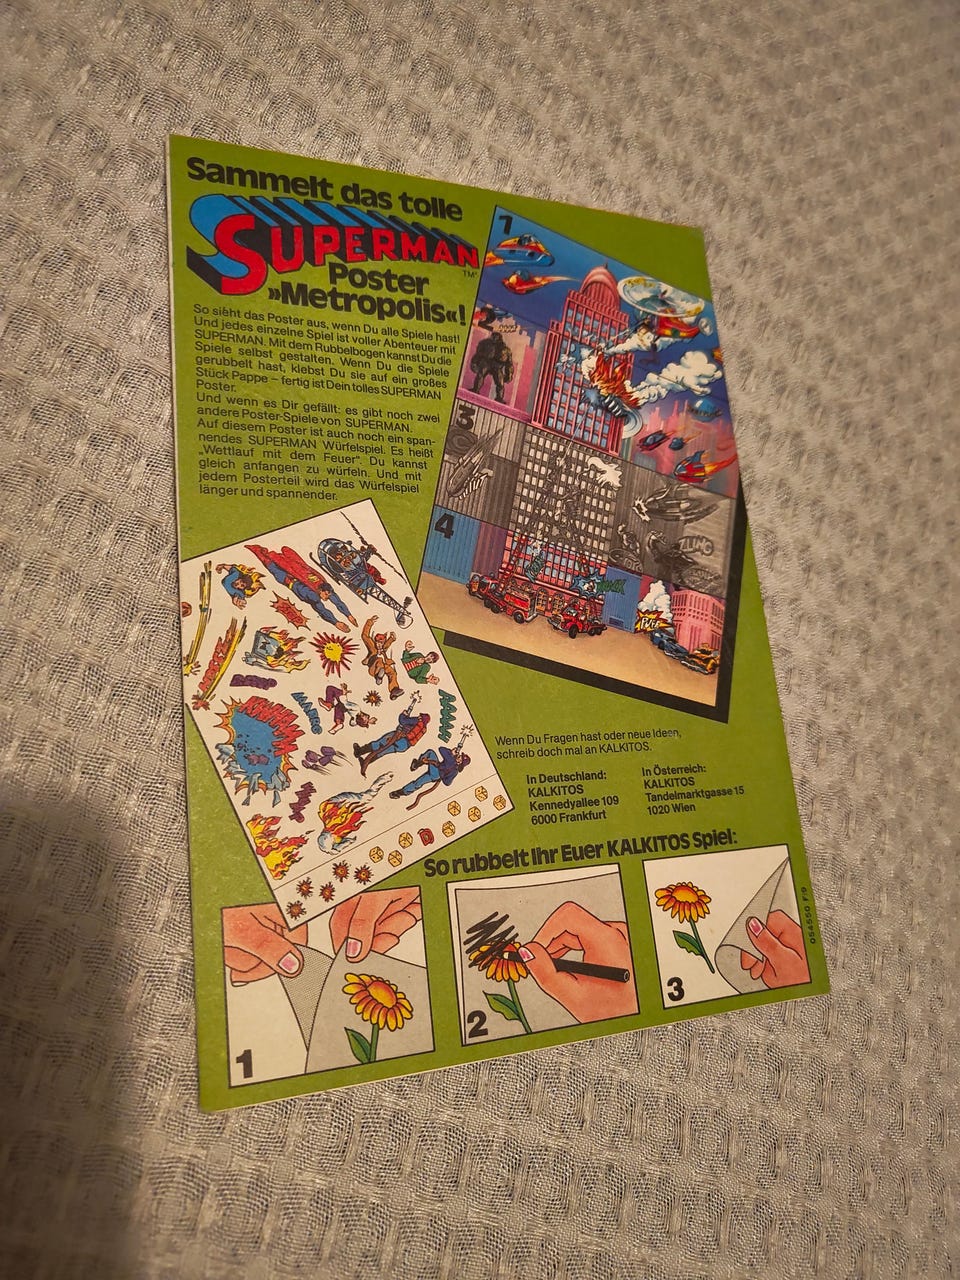 Sammelt das tolle
SUPERMAN
TM
Poster
»Metropolis«!
So sieht das Poster aus, wenn Du alle Spiele hast!
Und jedes einzelne Spiel ist voller Abenteuer mit
SUPERMAN. Mit dem Rubbelbogen kannst Du die
Spiele selbst gestalten. Wenn Du die Spiele
gerubbelt hast, klebst Du sie auf ein großes
Stück Pappe – fertig ist Dein tolles SUPERMAN
Poster.
Und wenn es Dir gefällt: es gibt noch zwei
andere Poster-Spiele von SUPERMAN.
Auf diesem Poster ist auch noch ein span-
nendes SUPERMAN Würfelspiel. Es heißt
„Wettlauf mit dem Feuer“. Du kannst
gleich anfangen zu würfeln. Und mit
jedem Posterteil wird das Würfelspiel
länger und spannender.
1
2
3
4
ZLING
Wenn Du Fragen hast oder neue Ideen,
schreib doch mal an KALKITOS.
In Deutschland:
KALKITOS
Kennedyallee 109
6000 Frankfurt
In Österreich:
KALKITOS
Tandelmarktgasse 15
1020 Wien
So rubbelt Ihr Euer KALKITOS Spiel:
1
2
3
054550 F/9